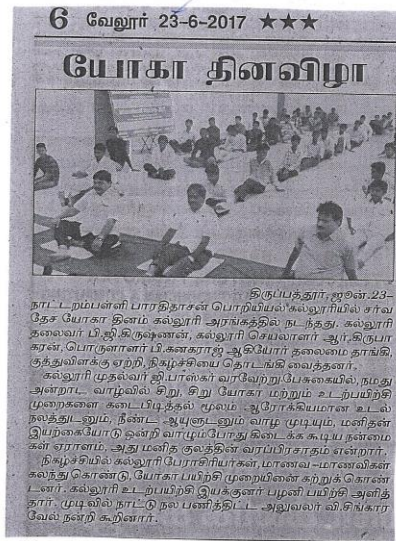 6 வேலூர் 23-6-2017 ★★★
யோகா தினவிழா
திருப்பத்தூர், ஜூன்.23-
நாட்டறம்பள்ளி பாரதிதாசன் பொறியியல் கல்லூரியில் சர்வ
தேச யோகா தினம் கல்லூரி அரங்கத்தில் நடந்தது. கல்லூரி
தலைவர் பி.ஜி.கிருஷணன், கல்லூரி செயலாளர் ஆர்.கிருபா
கரன், பொருளாளர் பி.கனகராஜ் ஆகியோர் தலைமை தாங்கி,
குத்துவிளக்கு ஏற்றி, நிகழ்ச்சியை தொடங்கி வைத்தனர்.
கல்லூரி முதல்வர் ஜி.பாஸ்கர் வரவேற்று பேசுகையில், நமது
அன்றாட வாழ்வில் சிறு, சிறு யோகா மற்றும் உடற்பயிற்சி
முறைகளை கடைபிடித்தல் மூலம் ஆரோக்கியமான உடல்
நலத்துடனும், நீண்ட ஆயுளுடனும் வாழ முடியும், மனிதன்
இயற்கையோடு ஒன்றி வாழும்போது கிடைக்க கூடிய நன்மை
கள் ஏராளம். அது மனித குலத்தின் வரப்பிரசாதம் என்றார்.
நிகழ்ச்சியில் கல்லூரி பேராசிரியர்கள், மாணவ-மாணவிகள்
கலந்து கொண்டு, யோகா பயிற்சி முறையினை கற்றுக் கொண்
டனர். கல்லூரி உடற்பயிற்சி இயக்குனர் பழனி பயிற்சி அளித்
தார். முடிவில் நாட்டு நல பணித்திட்ட அலுவலர் வி.சிங்கார
வேல் நன்றி கூறினார்.